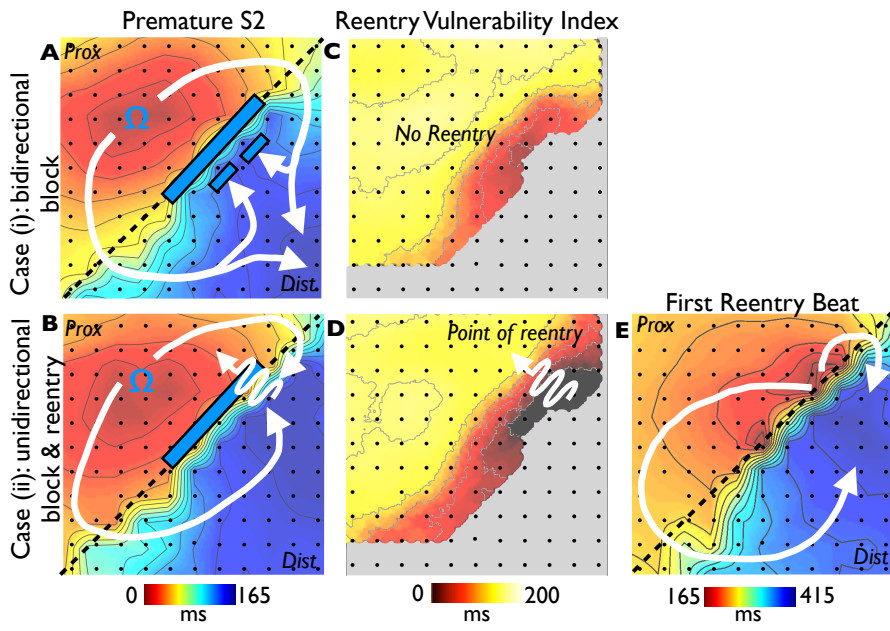 Premature S2
Reentry Vulnerability Index
A
Prox
Ω
Dist.
C
No Reentry
Case (i): bidirectional
block
B
Prox
Ω
Dist.
D
Point of reentry
First Reentry Beat
E
Prox
Dist.
Case (ii): unidirectional
block & reentry
0
165
ms
0
200
ms
165
415
ms